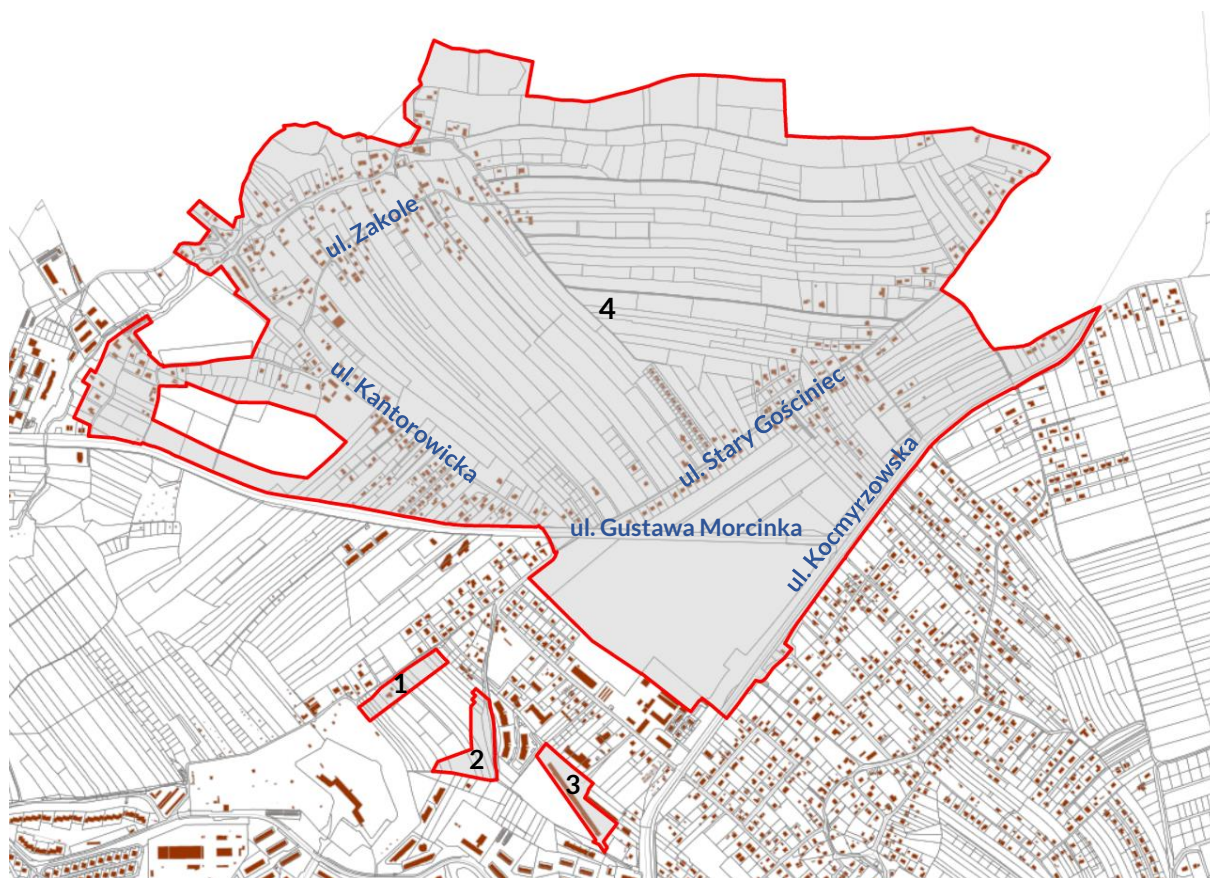 ul. Zakole
4
ul. Kantorowicka
ul. Stary Gościniec
ul. Gustawa Morcinka
ul. Kocmyrzowska
1
2
3